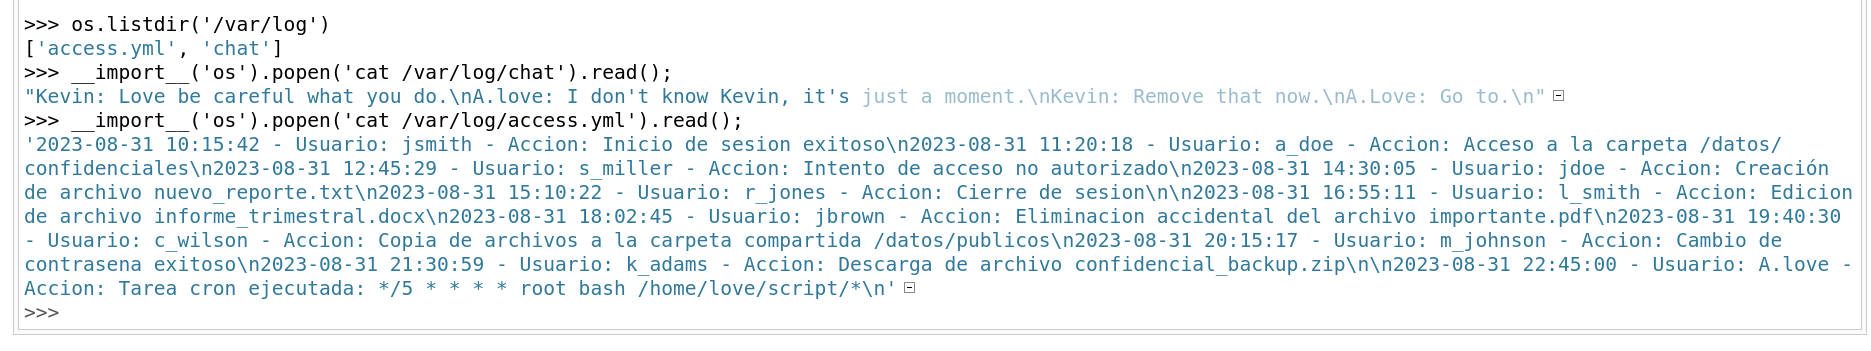 >>> os.listdir('/var/log')
['access.yml', 'chat']
>>> __import__('os').popen('cat /var/log/chat').read();
"Kevin: Love be careful what you do.\nA.love: I don't know Kevin, it's just a moment.\nKevin: Remove that now.\nA.Love: Go to.\n"
>>> __import__('os').popen('cat /var/log/access.yml').read();
'2023-08-31 10:15:42 - Usuario: jsmith - Accion: Inicio de sesion exitoso\n2023-08-31 11:20:18 - Usuario: a_doe - Accion: Acceso a la carpeta /datos/
confidenciales\n2023-08-31 12:45:29 - Usuario: s_miller - Accion: Intento de acceso no autorizado\n2023-08-31 14:30:05 - Usuario: jdoe - Accion: Creación
de archivo nuevo_reporte.txt\n2023-08-31 15:10:22 - Usuario: r_jones - Accion: Cierre de sesion\n\n2023-08-31 16:55:11 - Usuario: l_smith - Accion: Edicion
de archivo informe_trimestral.docx\n2023-08-31 18:02:45 - Usuario: jbrown - Accion: Eliminacion accidental del archivo importante.pdf\n2023-08-31 19:40:30
- Usuario: c_wilson - Accion: Copia de archivos a la carpeta compartida /datos/publicos\n2023-08-31 20:15:17 - Usuario: m_johnson - Accion: Cambio de
contrasena exitoso\n2023-08-31 21:30:59 - Usuario: k_adams - Accion: Descarga de archivo confidencial_backup.zip\n\n2023-08-31 22:45:00 - Usuario: A.love -
Accion: Tarea cron ejecutada: */5 * * * * root bash /home/love/script/*\n'
>>>